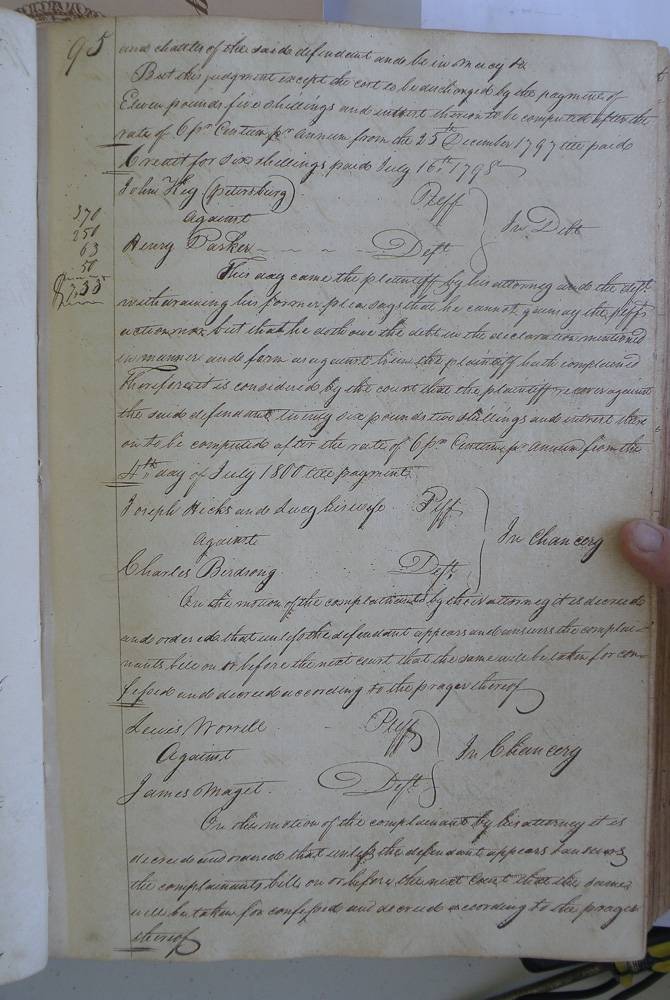 95
and chattels of the said defendant and be in mercy &c
But this judgment except the cost to be discharged by the payment of
Eleven pounds five shillings and interest thereon to be computed after the
rate of 6 pr Centum pr annum from the 25th December 1797 till paid
Credit for six shillings paid July 16th 1798
John (Petersburg) Plff
against In Debt
Henry Parker Deft
370
250
63
50
7,33
This day came the plaintiff by his attorney and the deft
withdrawing his former plea says that he cannot gainsay the plff's
action nor but that he doth owe the debt in the declaration mentioned
in manner and form as against him the plaintiff hath complained
Therefore it is considered by the court that the plaintiff recover against
the said defendant twenty six pounds two shillings and interest there
on to be computed after the rate of 6 pr Centum pr annum from the
4th day of July 1800 till payment
Joseph Hicks and Lucy his wife Plff
Against In Chancery
Charles Birdsong Deft
On the motion of the complainants by their attorney it is decreed
and ordered that unless the defendant appears and answers the complai-
nants bill on or before the next court that the same will be taken for con-
fessed and decreed according to the prayer thereof
Lewis Worrell Plff
Against In Chancery
James Maget Deft
On the motion of the complainant by his attorney it is
decreed and ordered that unless the defendant appears & answers
the complainants bill on or before the next Court that the same
will be taken for confessed and decreed according to the prayer
thereof